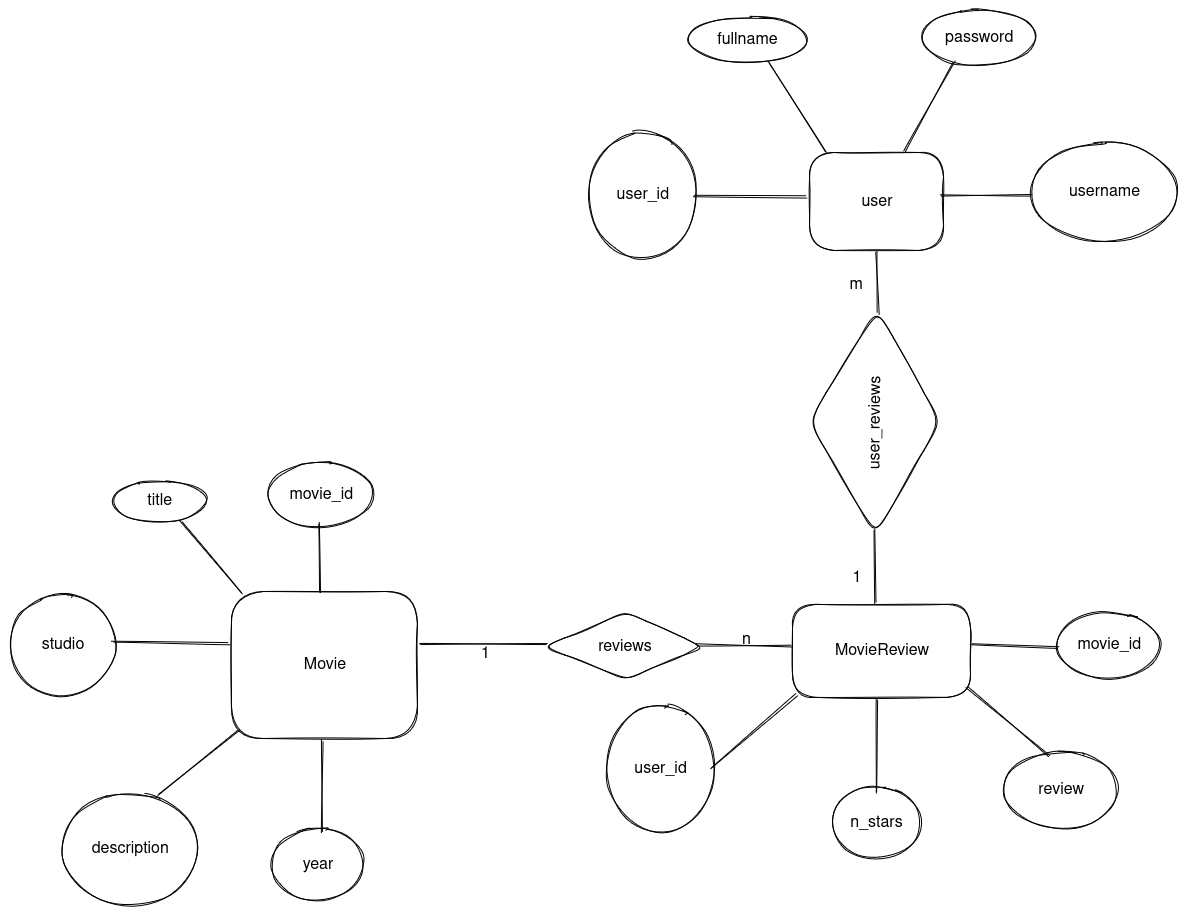 fullname
password
user_id
user
username
m
user_reviews
title
movie_id
1
studio
Movie
1
reviews
n
MovieReview
movie_id
user_id
review
n_stars
description
year